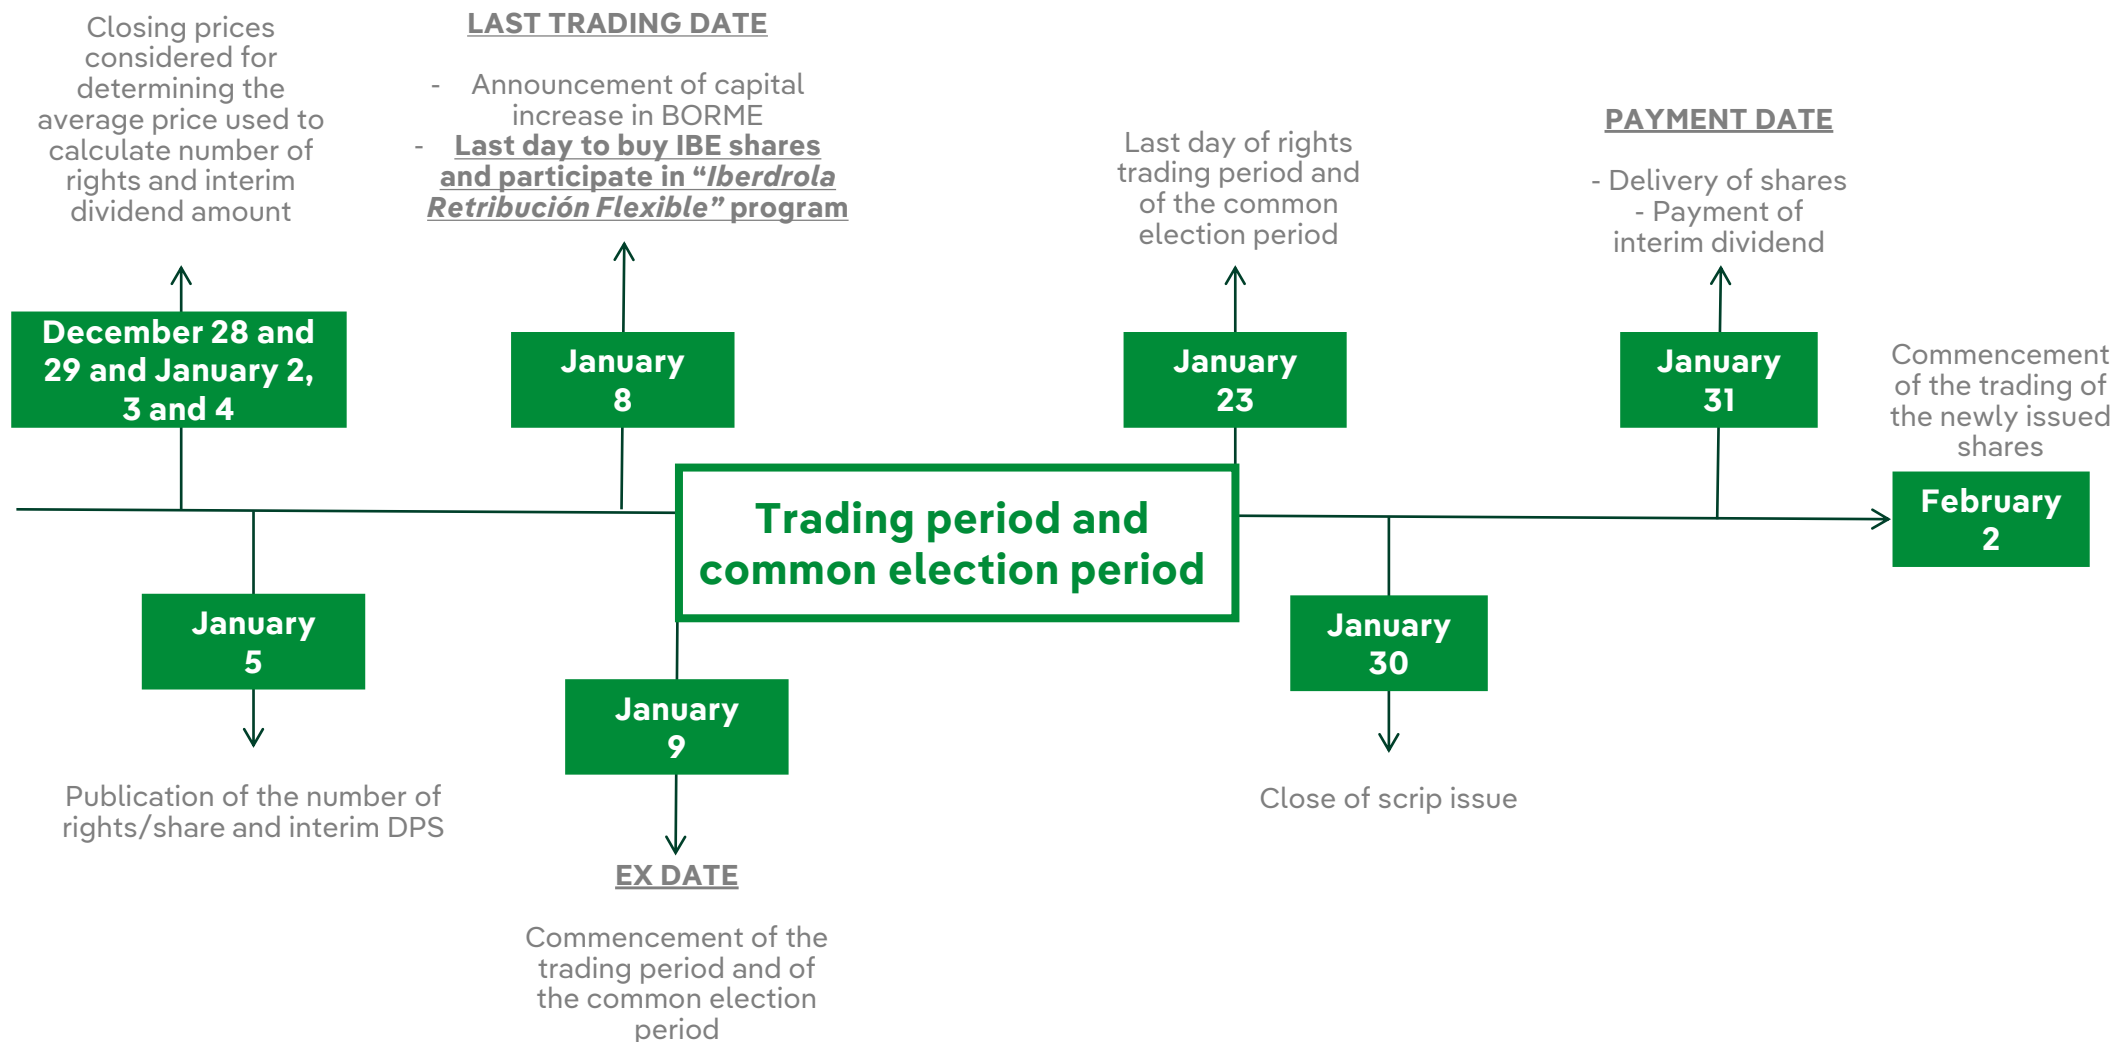 Closing prices
considered for
determining the
average price used to
calculate number of
rights and interim
dividend amount
December 28 and
29 and January 2,
3 and 4
LAST TRADING DATE
- Announcement of capital
increase in BORME
- Last day to buy IBE shares
and participate in “Iberdrola
Retribución Flexible” program
January
8
Last day of rights
trading period and
of the common
election period
January
23
PAYMENT DATE
- Delivery of shares
- Payment of
interim dividend
January
31
Commencement
of the trading of
the newly issued
shares
February
2
Trading period and
common election period
January
5
Publication of the number of
rights/share and interim DPS
January
9
EX DATE
Commencement of the
trading period and of
the common election
period
January
30
Close of scrip issue